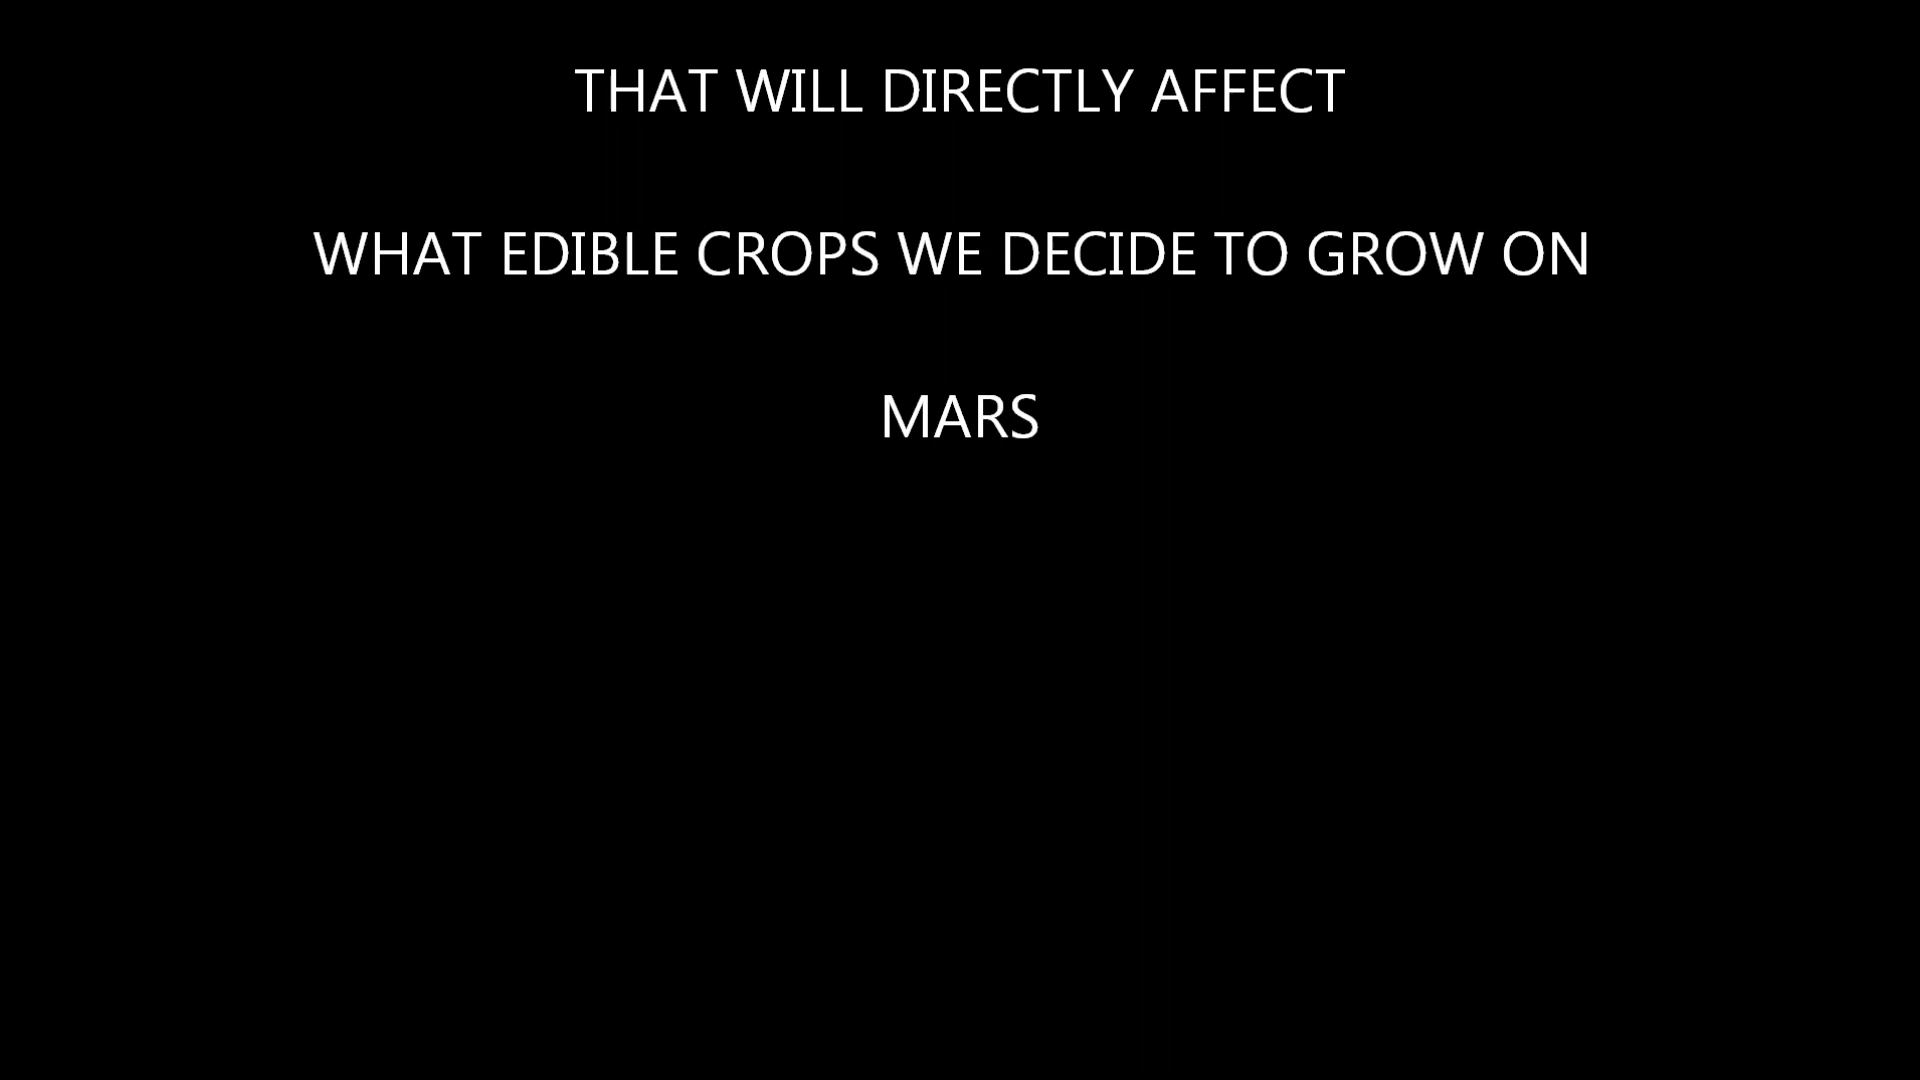 THAT WILL DIRECTLY AFFECT
WHAT EDIBLE CROPS WE DECIDE TO GROW ON
MARS